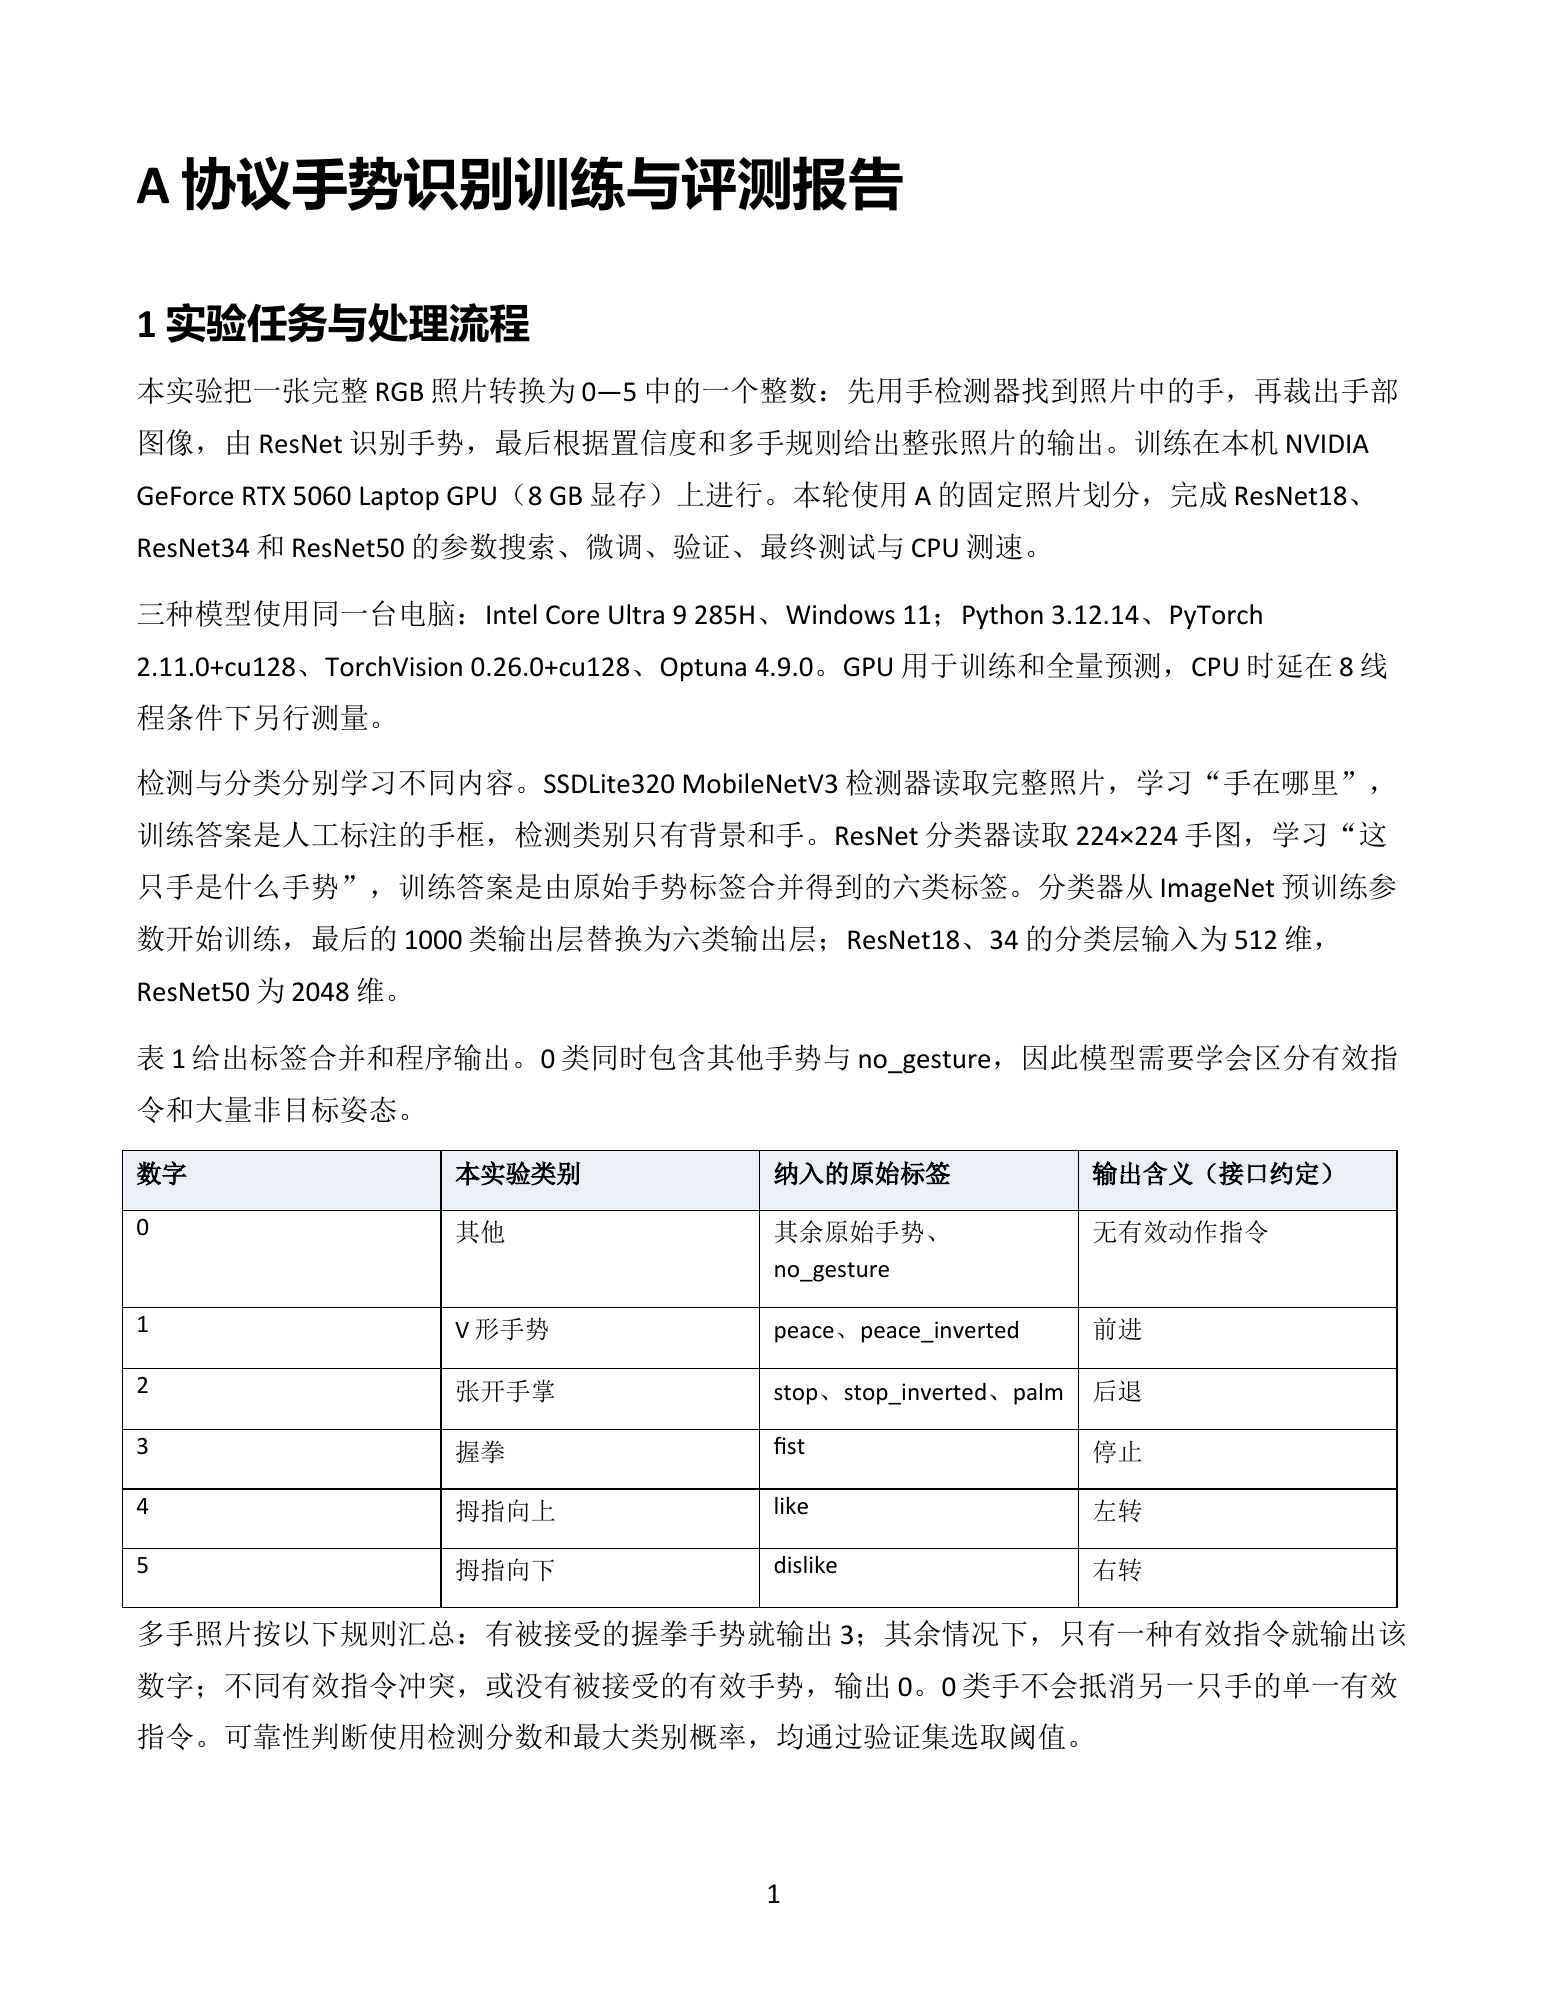 A 协议手势识别训练与评测报告
1 实验任务与处理流程
本实验把一张完整 RGB 照片转换为 0—5 中的一个整数：先用手检测器找到照片中的手，再裁出手部
图像，由 ResNet 识别手势，最后根据置信度和多手规则给出整张照片的输出。训练在本机 NVIDIA
GeForce RTX 5060 Laptop GPU（8 GB 显存）上进行。本轮使用 A 的固定照片划分，完成 ResNet18、
ResNet34 和 ResNet50 的参数搜索、微调、验证、最终测试与 CPU 测速。
三种模型使用同一台电脑：Intel Core Ultra 9 285H、Windows 11；Python 3.12.14、PyTorch
2.11.0+cu128、TorchVision 0.26.0+cu128、Optuna 4.9.0。GPU 用于训练和全量预测，CPU 时延在 8 线
程条件下另行测量。
检测与分类分别学习不同内容。SSDLite320 MobileNetV3 检测器读取完整照片，学习“手在哪里”，
训练答案是人工标注的手框，检测类别只有背景和手。ResNet 分类器读取 224×224 手图，学习“这
只手是什么手势”，训练答案是由原始手势标签合并得到的六类标签。分类器从 ImageNet 预训练参
数开始训练，最后的 1000 类输出层替换为六类输出层；ResNet18、34 的分类层输入为 512 维，
ResNet50 为 2048 维。
表 1 给出标签合并和程序输出。0 类同时包含其他手势与 no_gesture，因此模型需要学会区分有效指
令和大量非目标姿态。
数字 本实验类别 纳入的原始标签 输出含义（接口约定）
0 其他 其余原始手势、 无有效动作指令
no_gesture
1 V 形手势 peace、peace_inverted 前进
2 张开手掌 stop、stop_inverted、palm 后退
3 握拳 fist 停止
4 拇指向上 like 左转
5 拇指向下 dislike 右转
多手照片按以下规则汇总：有被接受的握拳手势就输出 3；其余情况下，只有一种有效指令就输出该
数字；不同有效指令冲突，或没有被接受的有效手势，输出 0。0 类手不会抵消另一只手的单一有效
指令。可靠性判断使用检测分数和最大类别概率，均通过验证集选取阈值。
1